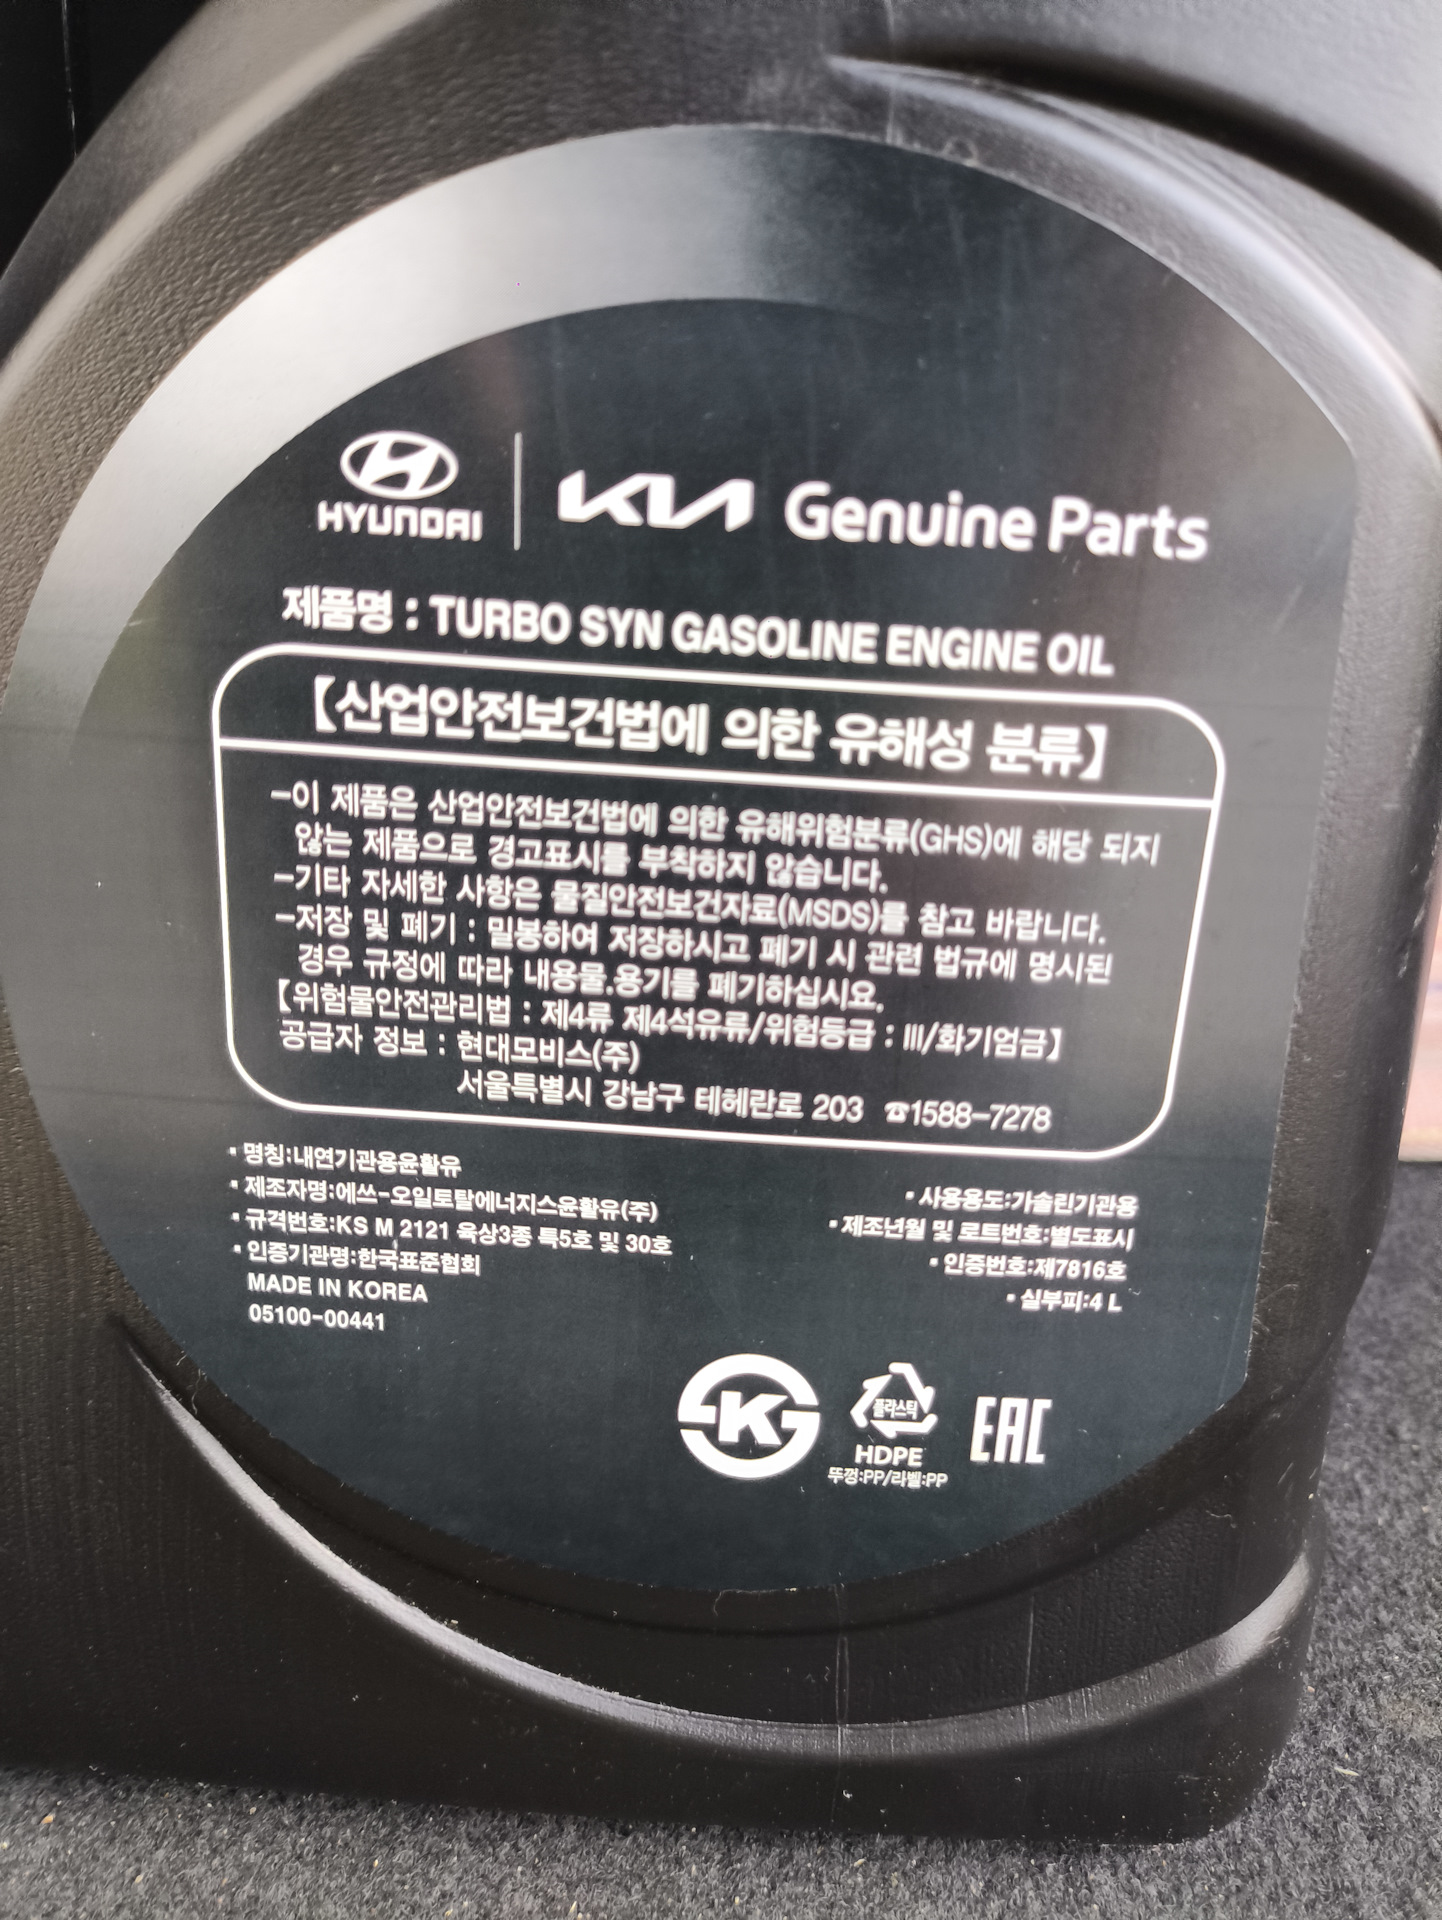 HYUNDAI KIA Genuine Parts
제품명 : TURBO SYN GASOLINE ENGINE OIL
【산업안전보건법에 의한 유해성 분류】
-이 제품은 산업안전보건법에 의한 유해위험분류(GHS)에 해당 되지
않는 제품으로 경고표시를 부착하지 않습니다.
-기타 자세한 사항은 물질안전보건자료(MSDS)를 참고 바랍니다.
-저장 및 폐기 : 밀봉하여 저장하시고 폐기 시 관련 법규에 명시된
경우 규정에 따라 내용물.용기를 폐기하십시요.
【위험물안전관리법 : 제4류 제4석유류/위험등급 : III/화기엄금】
공급자 정보 : 현대모비스(주)
서울특별시 강남구 테헤란로 203 ☎1588-7278
▪ 명칭:내연기관용윤활유
▪ 제조자명:에쓰-오일토탈에너지스윤활유(주)
▪ 규격번호:KS M 2121 육상3종 특5호 및 30호
▪ 인증기관명:한국표준협회
MADE IN KOREA
05100-00441
▪ 사용용도:가솔린기관용
▪ 제조년월 및 로트번호:별도표시
▪ 인증번호:제7816호
▪ 실부피:4 L
K
플라스틱
HDPE
뚜껑:PP/라벨:PP
EAC